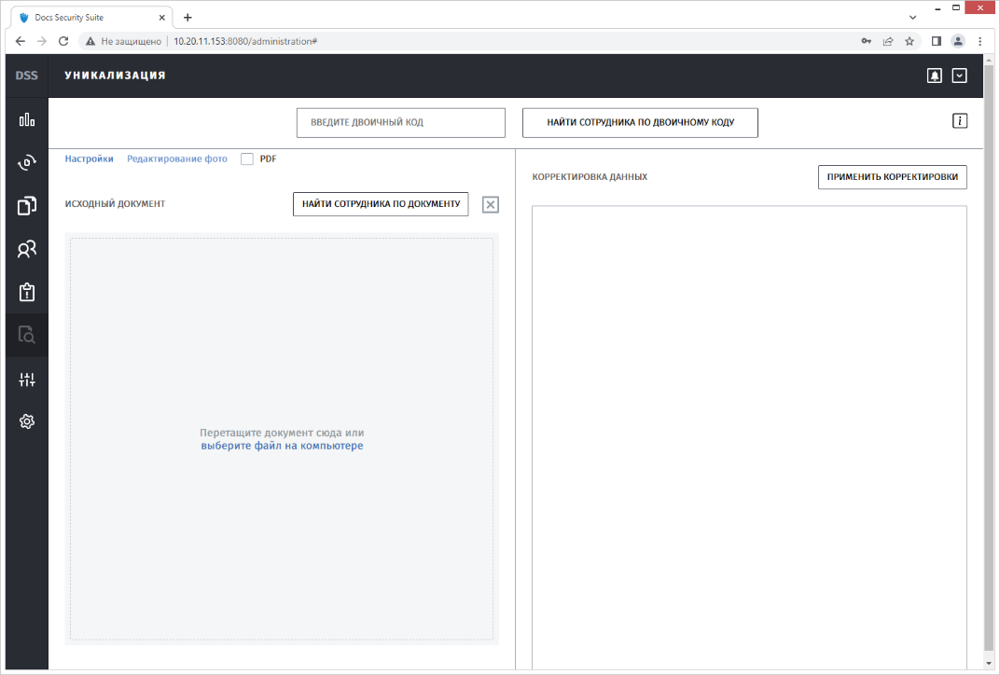 Docs Security Suite
Не защищено 10.20.11.153:8080/administration#
DSS УНИКАЛИЗАЦИЯ
ВВЕДИТЕ ДВОИЧНЫЙ КОД НАЙТИ СОТРУДНИКА ПО ДВОИЧНОМУ КОДУ
Настройки Редактирование фото PDF
ИСХОДНЫЙ ДОКУМЕНТ НАЙТИ СОТРУДНИКА ПО ДОКУМЕНТУ
КОРРЕКТИРОВКА ДАННЫХ ПРИМЕНИТЬ КОРРЕКТИРОВКИ
Перетащите документ сюда или
выберите файл на компьютере